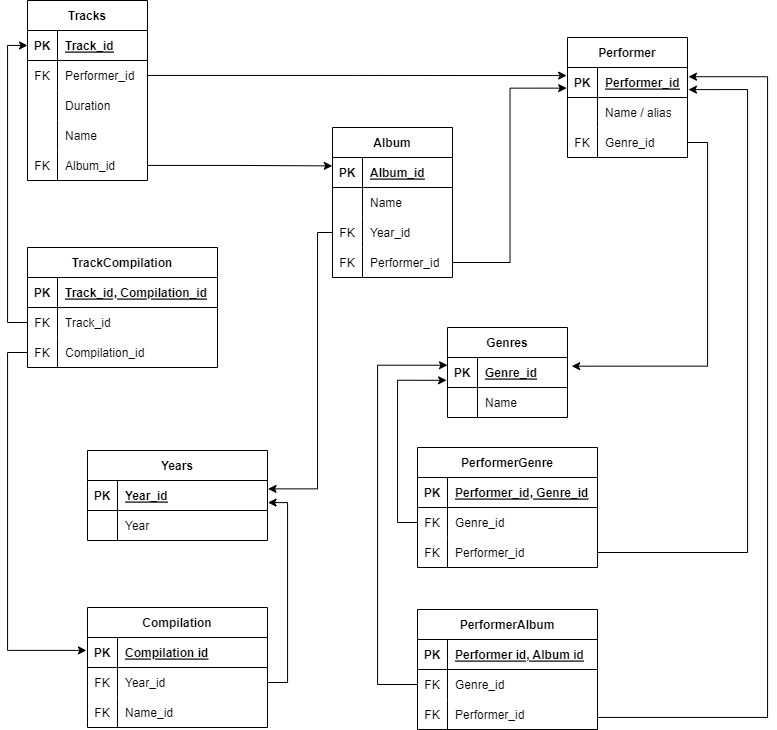 Tracks
PK Track_id
FK Performer_id
Duration
Name
FK Album_id
Performer
PK Performer_id
Name / alias
FK Genre_id
Album
PK Album_id
Name
FK Year_id
FK Performer_id
TrackCompilation
PK Track_id, Compilation_id
FK Track_id
FK Compilation_id
Genres
PK Genre_id
Name
Years
PK Year_id
Year
PerformerGenre
PK Performer_id, Genre_id
FK Genre_id
FK Performer_id
Compilation
PK Compilation id
FK Year_id
FK Name_id
PerformerAlbum
PK Performer id, Album id
FK Genre_id
FK Performer_id